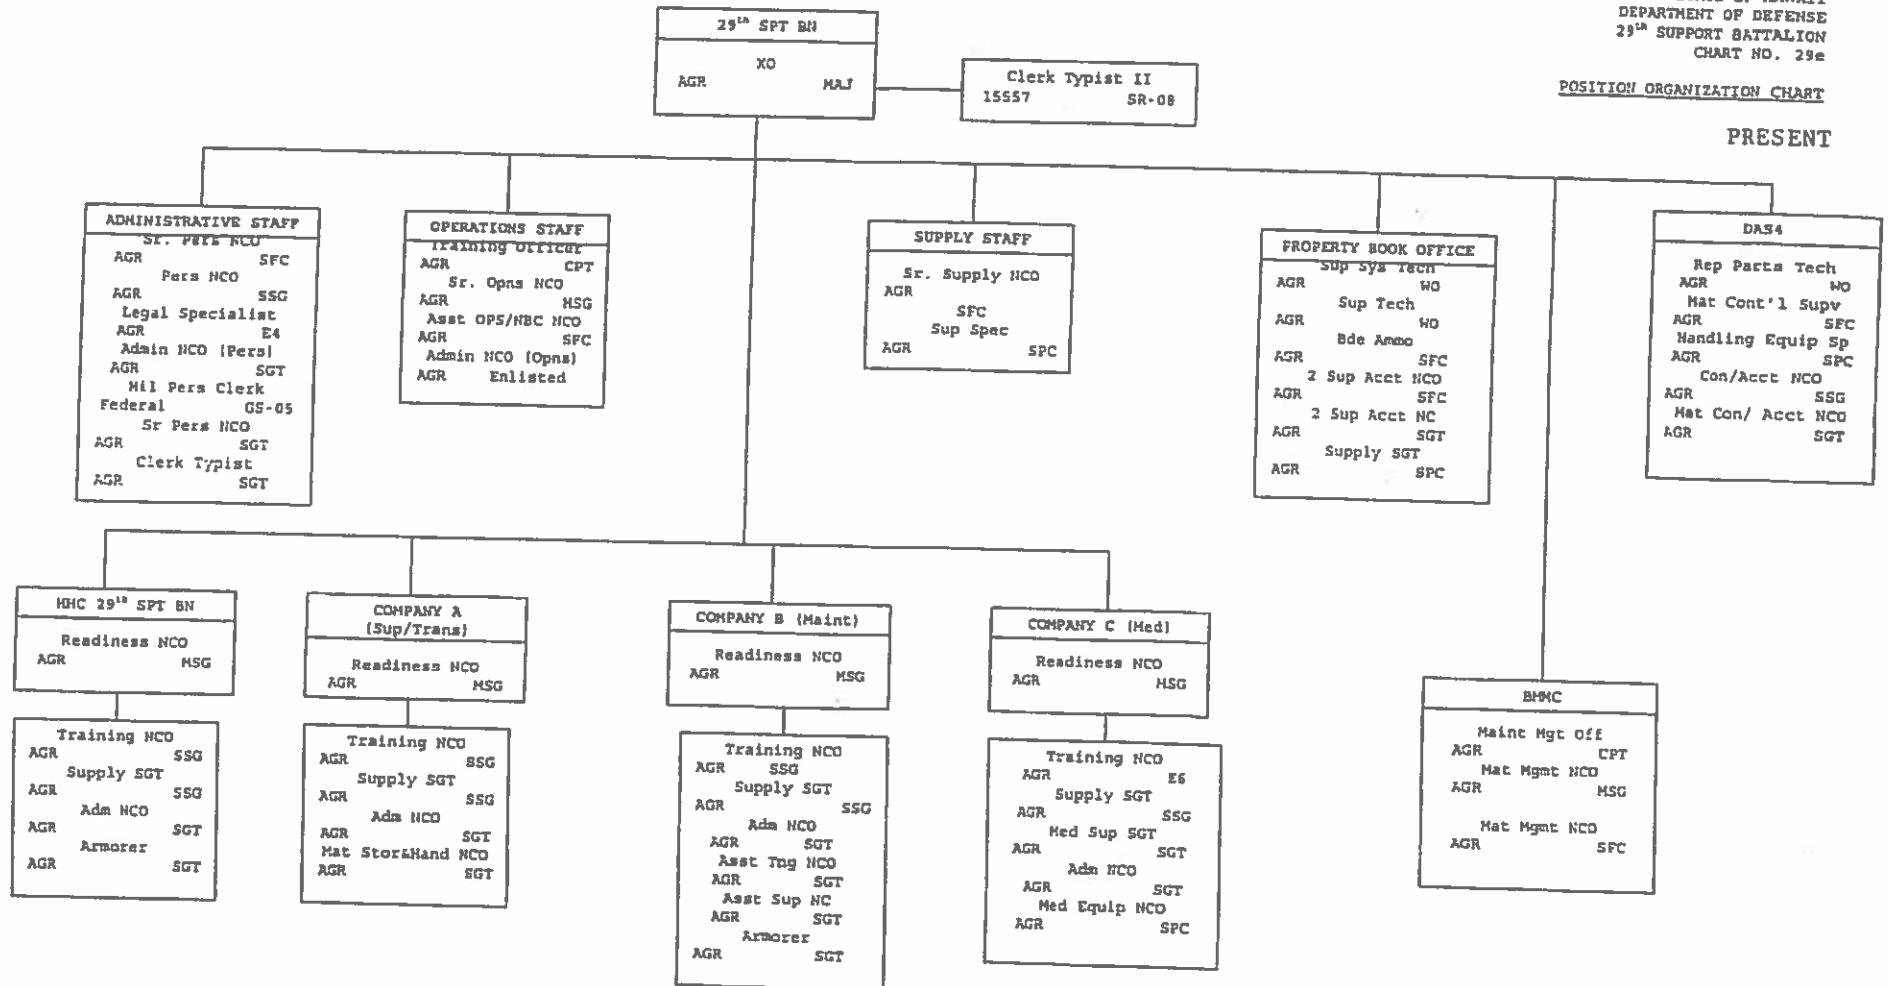 DEPARTMENT OF DEFENSE
29th SUPPORT BATTALION
CHART NO. 29e
POSITION ORGANIZATION CHART
PRESENT
29th SPT BN
XO
AGR MAJ
Clerk Typist II
15557 SR-08
ADMINISTRATIVE STAFF
Sr. Pers NCO
AGR SFC
Pers NCO
AGR SSG
Legal Specialist
AGR E4
Admin NCO (Pers)
AGR SGT
Mil Pers Clerk
Federal GS-05
Sr Pers NCO
AGR SGT
Clerk Typist
AGR SGT
OPERATIONS STAFF
Training Officer
AGR CPT
Sr. Opns NCO
AGR MSG
Asst OPS/NBC NCO
AGR SFC
Admin NCO (Opns)
AGR Enlisted
SUPPLY STAFF
Sr. Supply NCO
AGR
SFC
Sup Spec
AGR SPC
PROPERTY BOOK OFFICE
Sup Sys Tech
AGR WO
Sup Tech
AGR WO
Bde Ammo
AGR SFC
2 Sup Acct NCO
AGR SFC
2 Sup Acct NC
AGR SGT
Supply SGT
AGR SPC
DAS4
Rep Parts Tech
AGR WO
Mat Cont'l Supv
AGR SFC
Handling Equip Sp
AGR SPC
Con/Acct NCO
AGR SSG
Mat Con/ Acct NCO
AGR SGT
HHC 29th SPT BN
Readiness NCO
AGR MSG
Training NCO
AGR SSG
Supply SGT
AGR SSG
Adm NCO
AGR SGT
Armorer
AGR SGT
COMPANY A
(Sup/Trans)
Readiness NCO
AGR MSG
Training NCO
AGR SSG
Supply SGT
AGR SSG
Adm NCO
AGR SGT
Mat Stor&Hand NCO
AGR SGT
COMPANY B (Maint)
Readiness NCO
AGR MSG
Training NCO
AGR SSG
Supply SGT
AGR SSG
Adm NCO
AGR SGT
Asst Tng NCO
AGR SGT
Asst Sup NC
AGR SGT
Armorer
AGR SGT
COMPANY C (Med)
Readiness NCO
AGR MSG
Training NCO
AGR E6
Supply SGT
AGR SSG
Med Sup SGT
AGR SGT
Adm NCO
AGR SGT
Med Equip NCO
AGR SPC
BMMC
Maint Mgt Off
AGR CPT
Mat Mgmt NCO
AGR MSG
Mat Mgmt NCO
AGR SFC